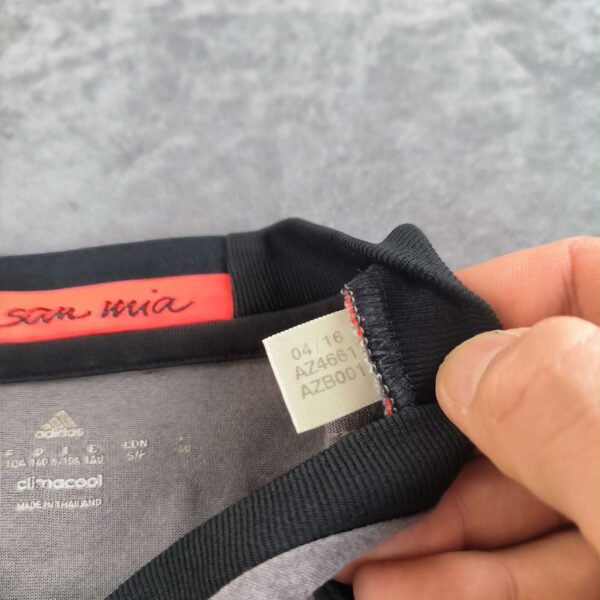 san mia
04/16
AZ4661
AZB001
adidas
climacool
MADE IN THAILAND